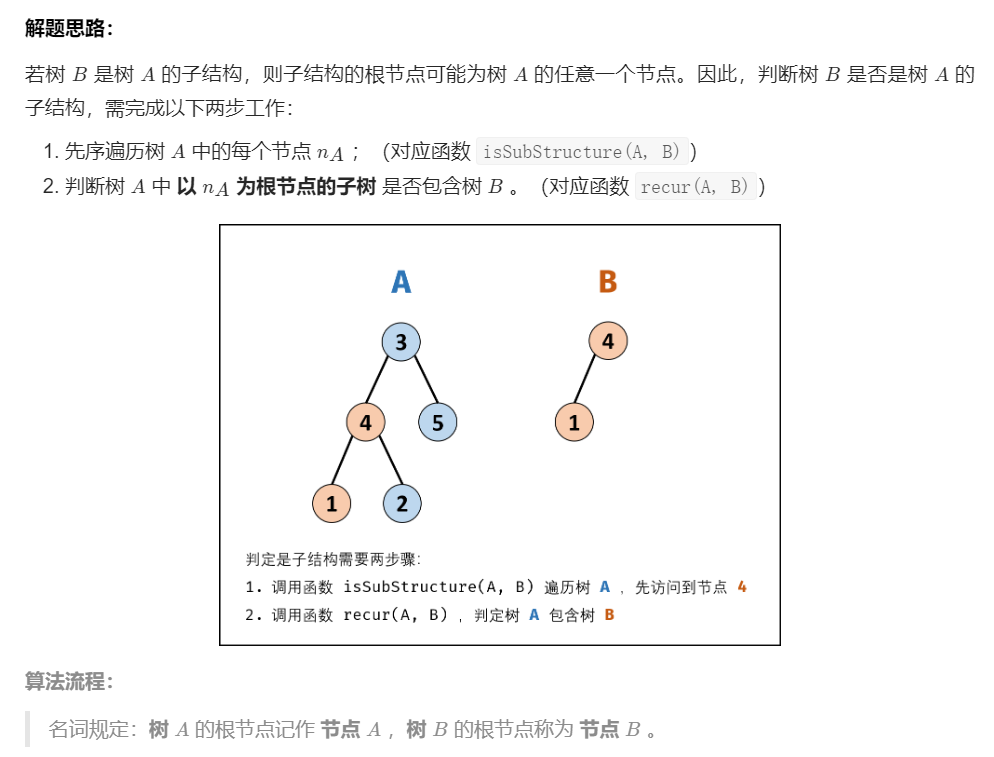 解题思路：
若树 B 是树 A 的子结构，则子结构的根节点可能为树 A 的任意一个节点。因此，判断树 B 是否是树 A 的
子结构，需完成以下两步工作：
1. 先序遍历树 A 中的每个节点 nA ；（对应函数 isSubStructure(A, B)）
2. 判断树 A 中 以 nA 为根节点的子树 是否包含树 B 。（对应函数 recur(A, B)）
A B
3 4
4 5 1
1 2
判定是子结构需要两步骤:
1. 调用函数 isSubStructure(A, B) 遍历树 A ，先访问到节点 4
2. 调用函数 recur(A, B) ，判定树 A 包含树 B
算法流程：
名词规定：树 A 的根节点记作 节点 A ，树 B 的根节点称为 节点 B 。